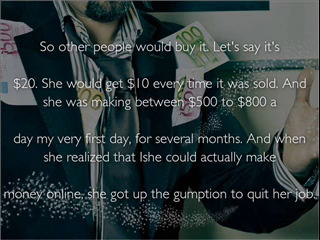 So other people would buy it. Let's say it's
$20. She would get $10 every time it was sold. And
she was making between $500 to $800 a
day my very first day, for several months. And when
she realized that Ishe could actually make
money online, she got up the gumption to quit her job.